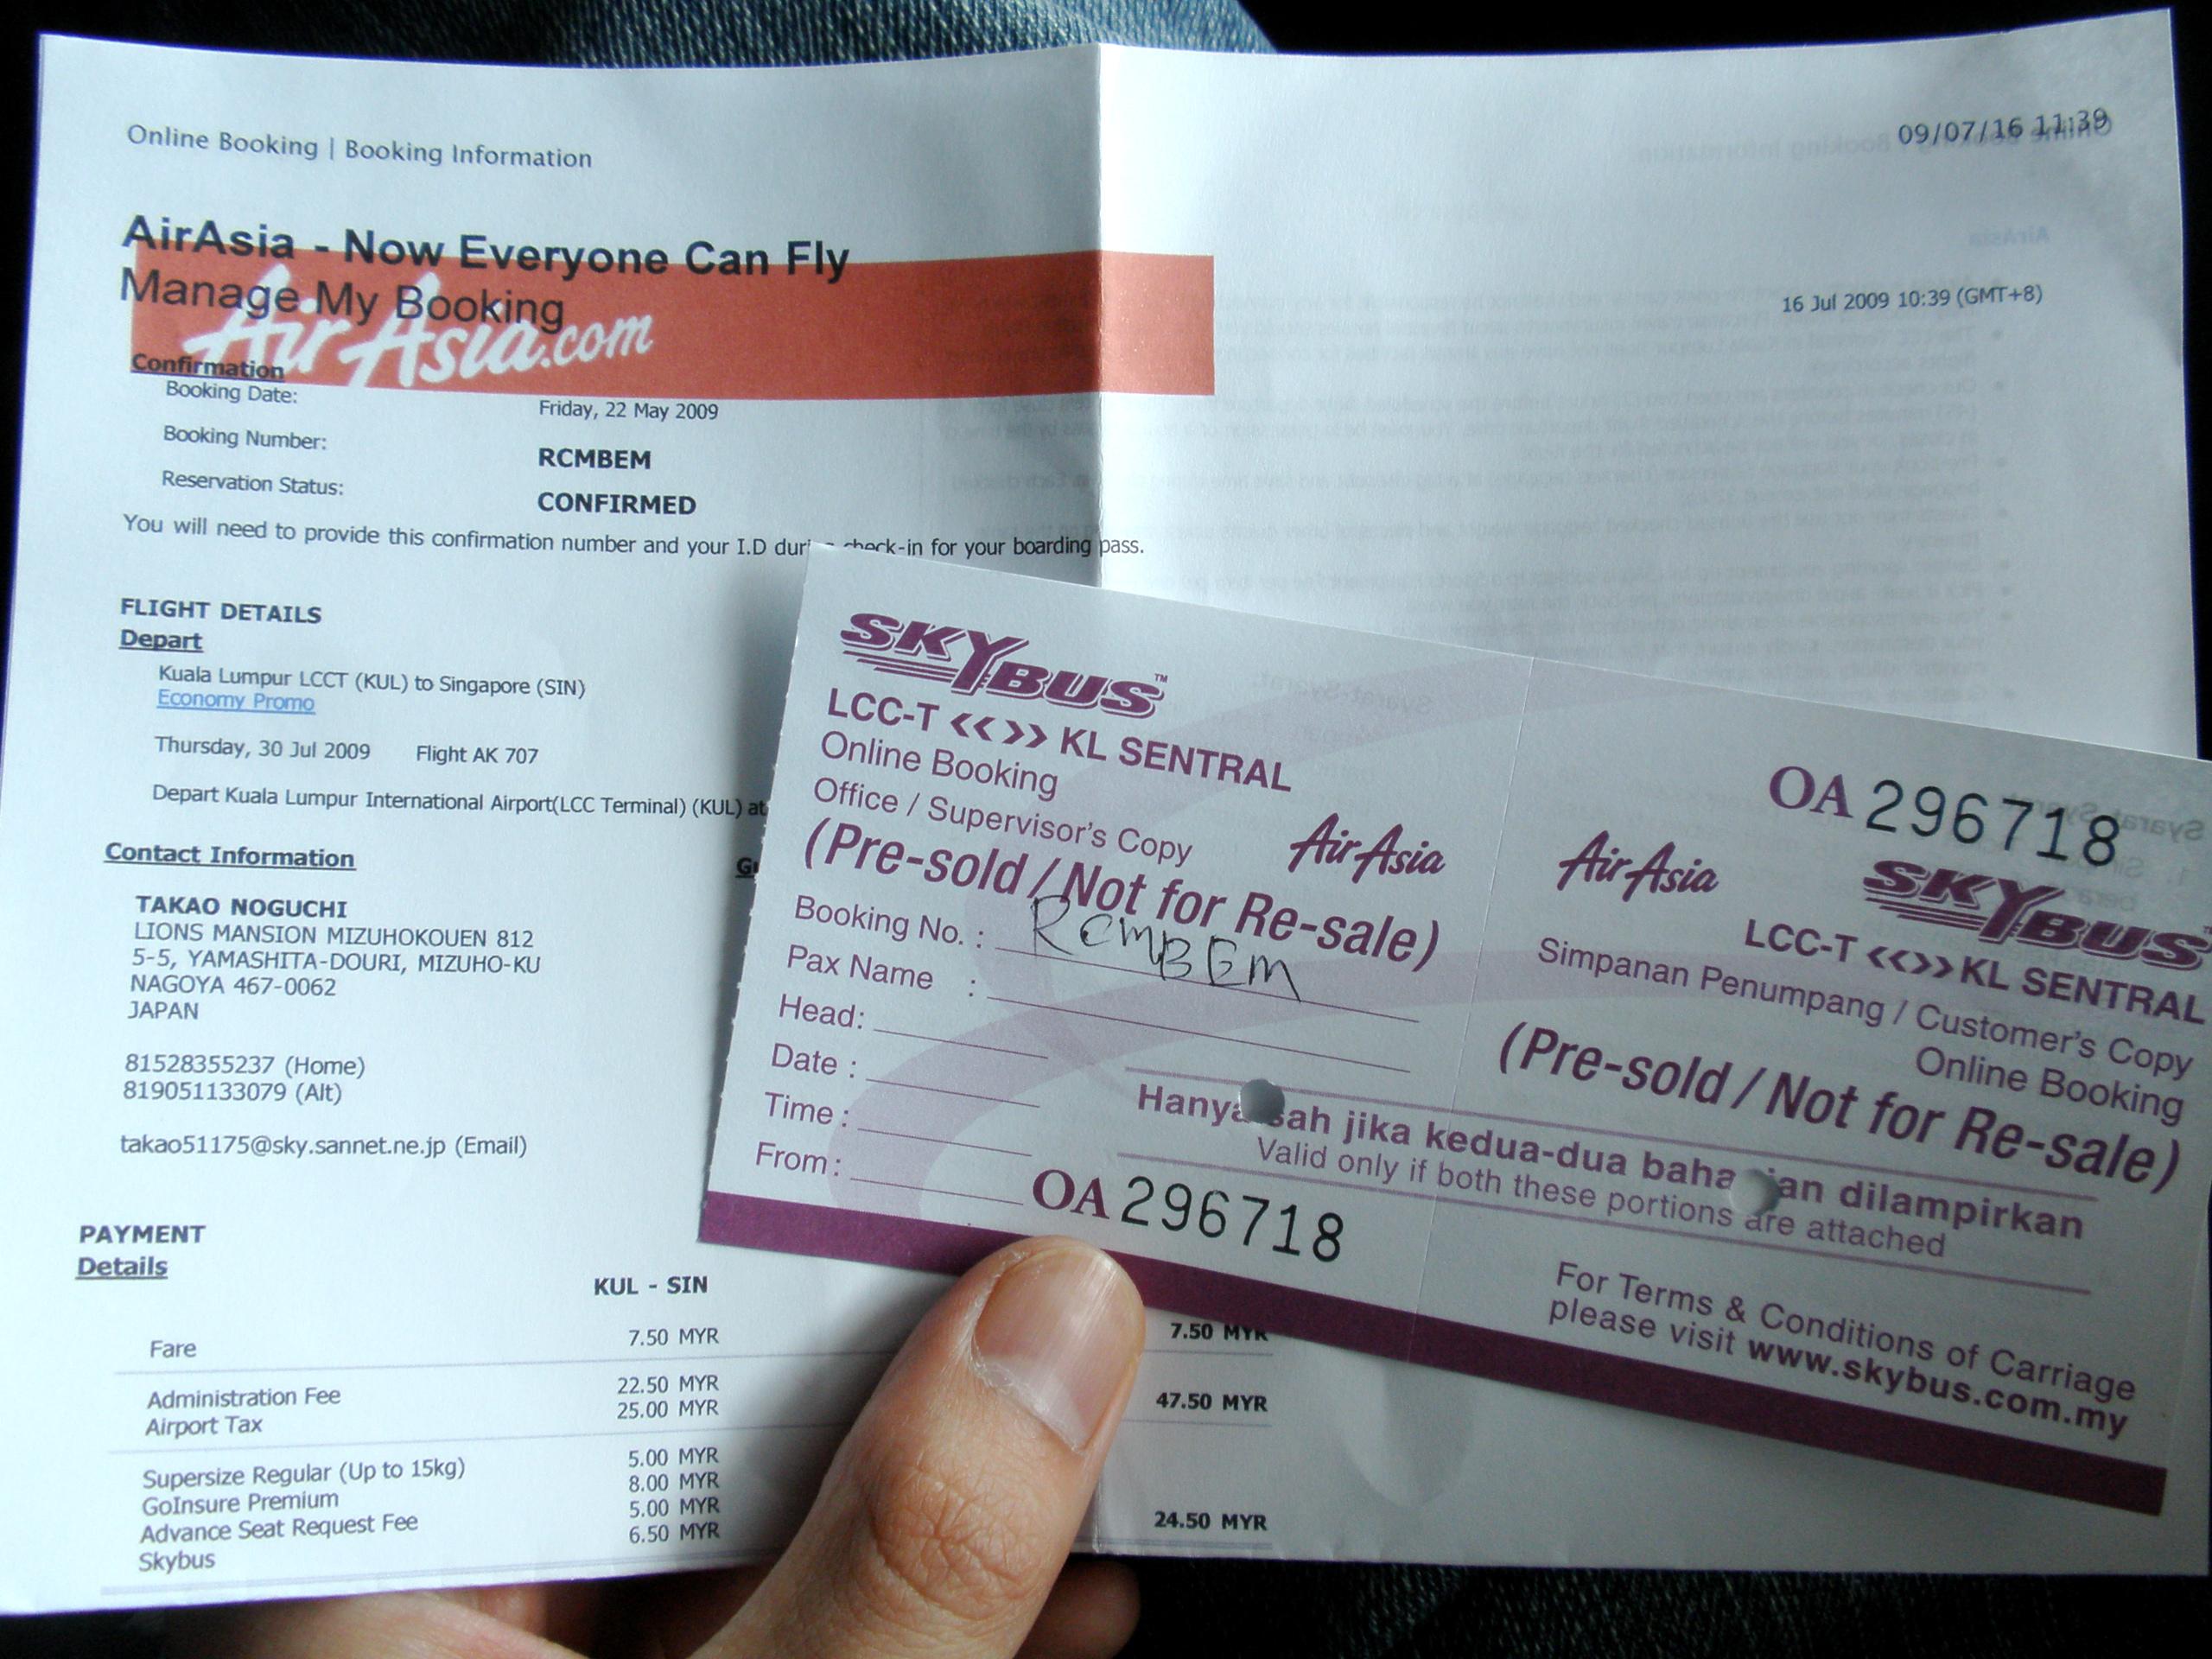 Online Booking | Booking Information
09/07/16 11:39
AirAsia - Now Everyone Can Fly
Manage My Booking
AirAsia.com
16 Jul 2009 10:39 (GMT+8)
Confirmation
Booking Date: Friday, 22 May 2009
Booking Number: RCMBEM
Reservation Status: CONFIRMED
You will need to provide this confirmation number and your I.D check-in for your boarding pass.
FLIGHT DETAILS
Depart
Kuala Lumpur LCCT (KUL) to Singapore (SIN)
Economy Promo
Thursday, 30 Jul 2009 Flight AK 707
Depart Kuala Lumpur International Airport(LCC Terminal) (KUL) at
Contact Information
TAKAO NOGUCHI
LIONS MANSION MIZUHOKOUEN 812
5-5, YAMASHITA-DOURI, MIZUHO-KU
NAGOYA 467-0062
JAPAN
81528355237 (Home)
819051133079 (Alt)
takao51175@sky.sannet.ne.jp (Email)
PAYMENT
Details
KUL - SIN
Fare 7.50 MYR 7.50 MYR
Administration Fee 22.50 MYR
Airport Tax 25.00 MYR 47.50 MYR
Supersize Regular (Up to 15kg) 5.00 MYR
GoInsure Premium 8.00 MYR
Advance Seat Request Fee 5.00 MYR
Skybus 6.50 MYR 24.50 MYR
SKYBUS™
LCC-T <<>> KL SENTRAL
Online Booking
Office / Supervisor's Copy
AirAsia
(Pre-sold / Not for Re-sale)
Booking No. : RCMBEM
Pax Name :
Head:
Date :
Time :
From :
OA 296718
Hanya sah jika kedua-dua bahagian dilampirkan
Valid only if both these portions are attached
OA 296718
AirAsia
SKYBUS™
LCC-T <<>> KL SENTRAL
Simpanan Penumpang / Customer's Copy
Online Booking
(Pre-sold / Not for Re-sale)
For Terms & Conditions of Carriage
please visit www.skybus.com.my